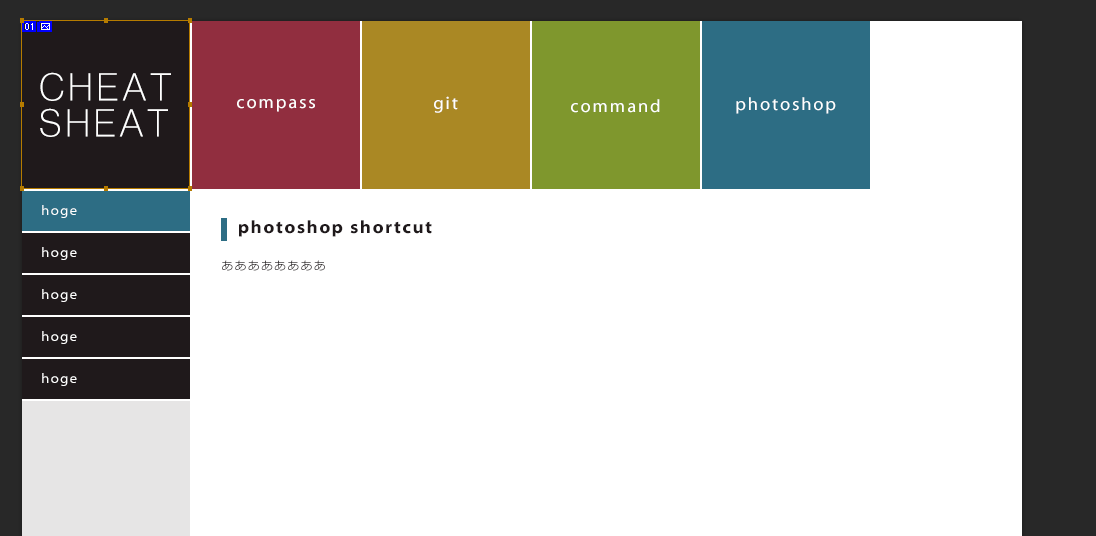 01
CHEAT
SHEAT
compass
git
command
photoshop
hoge
hoge
hoge
hoge
hoge
photoshop shortcut
ああああああああ